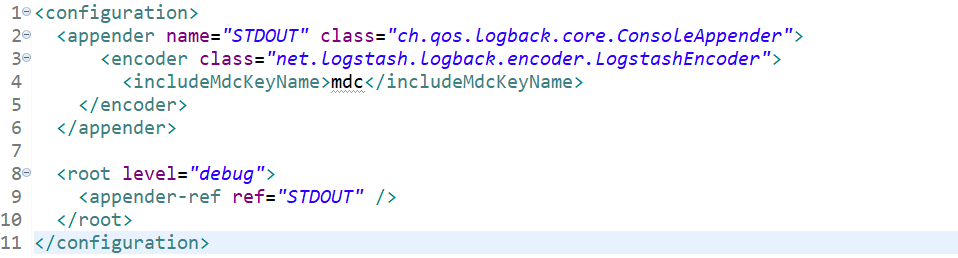 1 <configuration>
2   <appender name="STDOUT" class="ch.qos.logback.core.ConsoleAppender">
3       <encoder class="net.logstash.logback.encoder.LogstashEncoder">
4         <includeMdcKeyName>mdc</includeMdcKeyName>
5     </encoder>
6   </appender>
7
8   <root level="debug">
9     <appender-ref ref="STDOUT" />
10   </root>
11 </configuration>